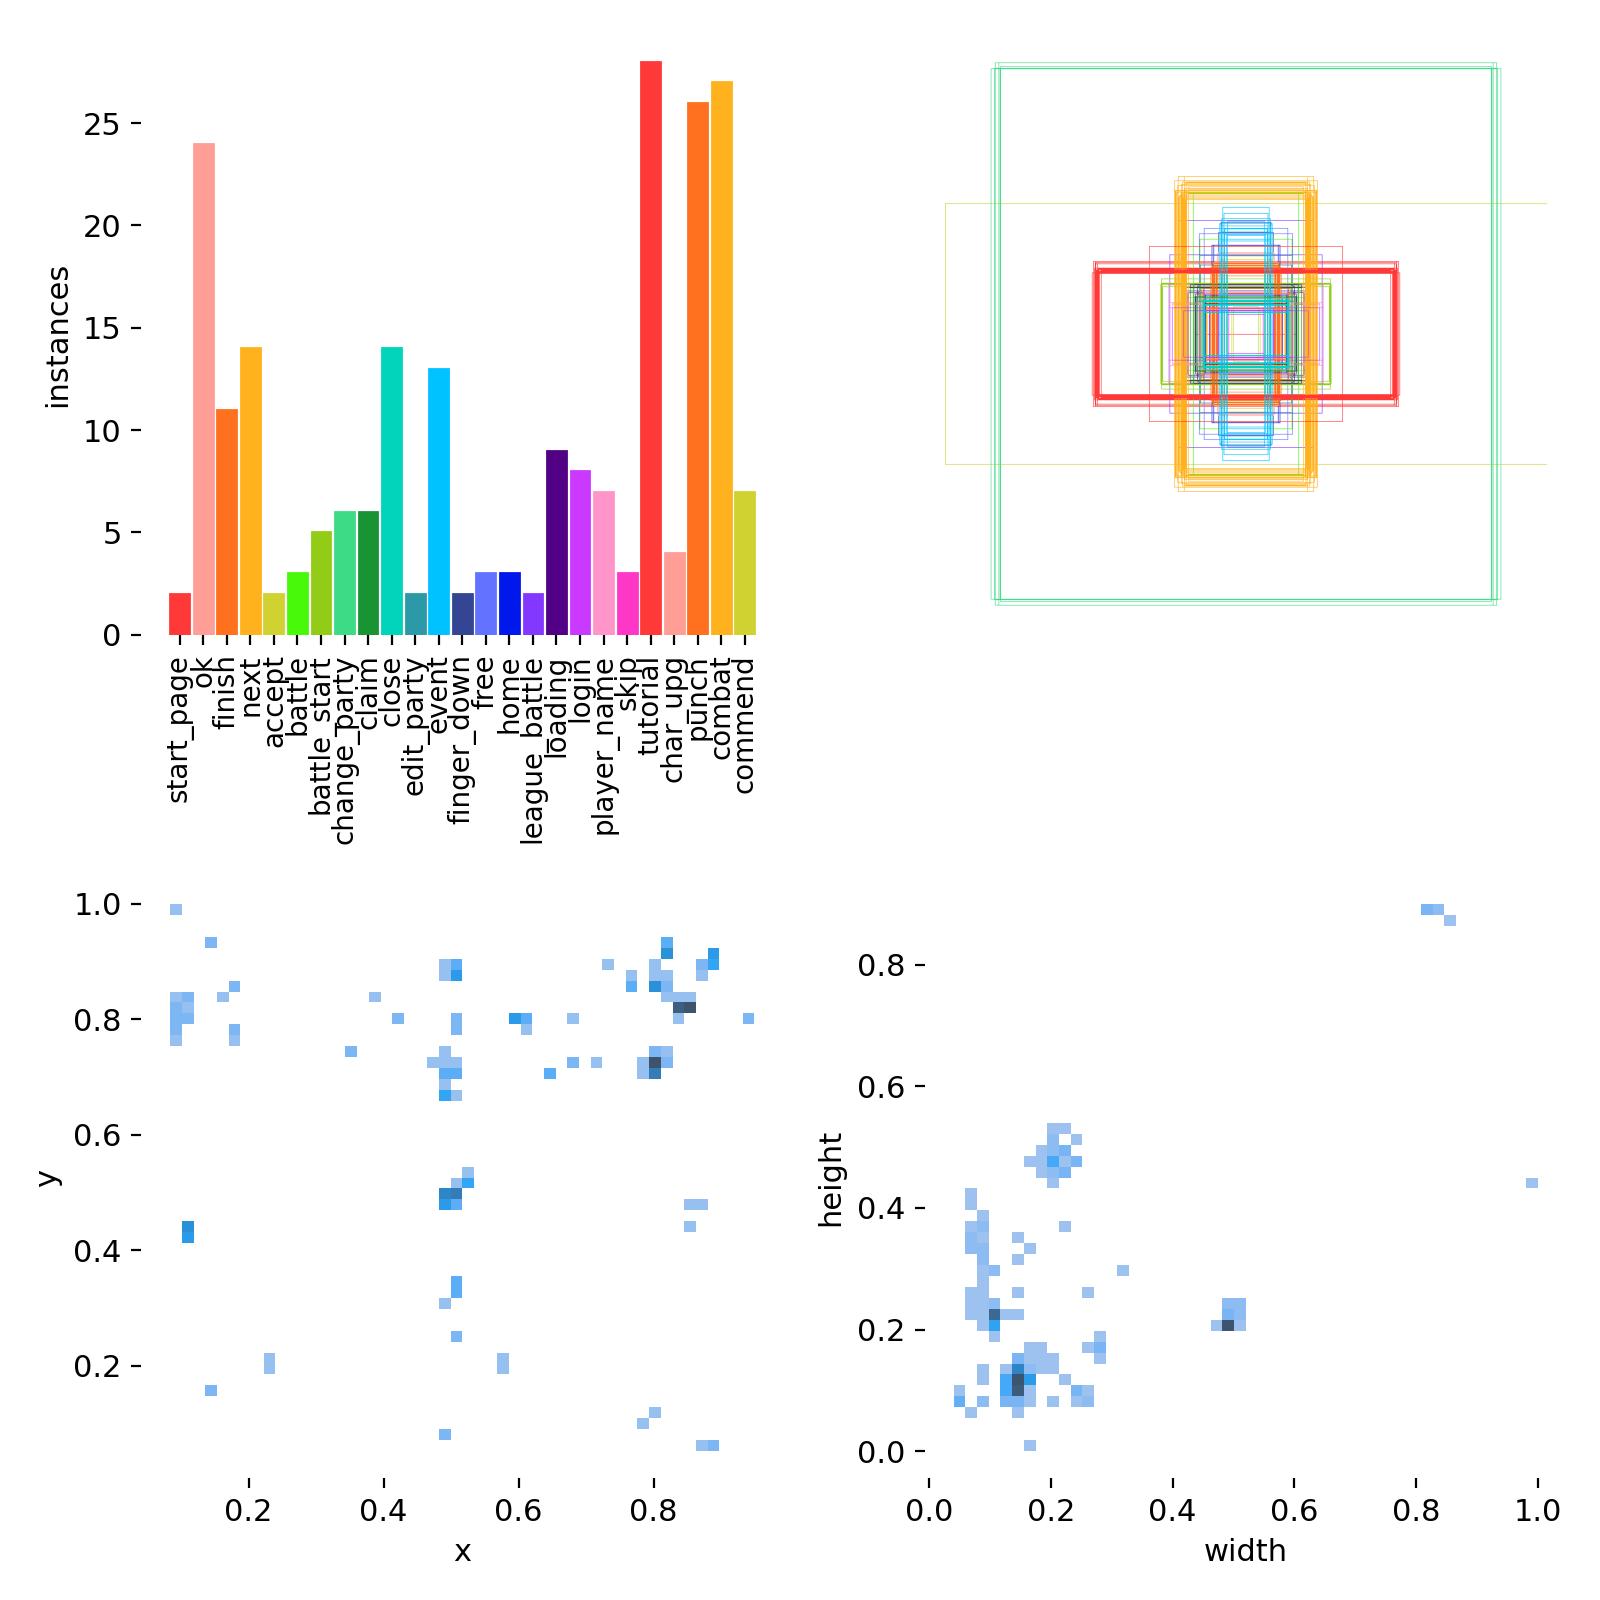 25
20
15
10
5
0
instances
start_page
ok
finish
next
accept
battle
battle_start
change_party
claim
close
edit_party
event
finger_down
free
home
league_battle
loading
login
player_name
skip
tutorial
char_upg
punch
combat
commend
1.0
0.8
0.6
0.4
0.2
y
0.2 0.4 0.6 0.8
x
0.8
0.6
0.4
0.2
0.0
height
0.0 0.2 0.4 0.6 0.8 1.0
width